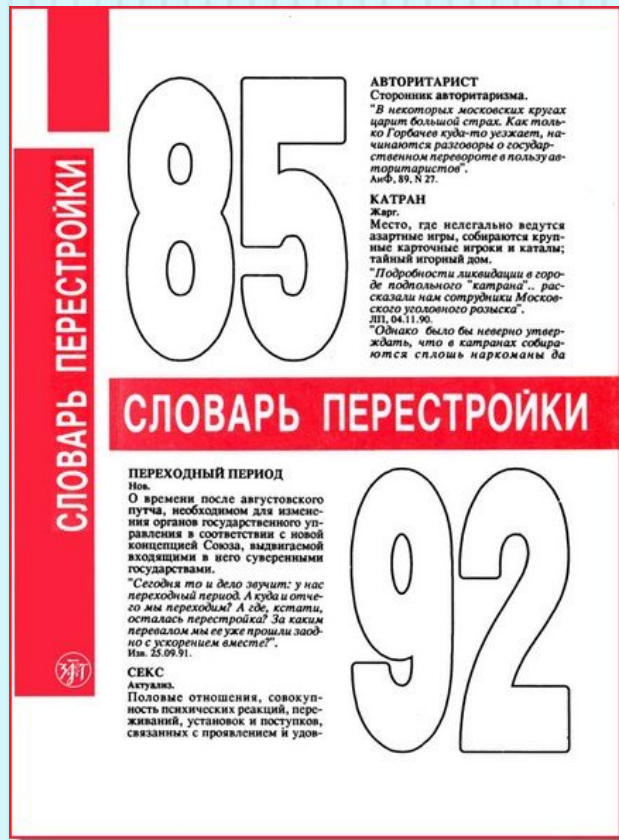 СЛОВАРЬ ПЕРЕСТРОЙКИ
85
АВТОРИТАРИСТ
Сторонник авторитаризма.
"В некоторых московских кругах
царит большой страх. Как толь-
ко Горбачев куда-то уезжает, на-
чинаются разговоры о государ-
ственном перевороте в пользу ав-
торитаристов".
АиФ, 89, N 27.
КАТРАН
Жарг.
Место, где нелегально ведутся
азартные игры, собираются круп-
ные карточные игроки и каталы;
тайный игорный дом.
"Подробности ликвидации в горо-
де подпольного "катрана".. рас-
сказали нам сотрудники Москов-
ского уголовного розыска".
ЛП, 04.11.90.
"Однако было бы неверно утвер-
ждать, что в катранах собира-
ются сплошь наркоманы да
СЛОВАРЬ ПЕРЕСТРОЙКИ
ПЕРЕХОДНЫЙ ПЕРИОД
Нов.
О времени после августовского
путча, необходимом для измене-
ния органов государственного уп-
равления в соответствии с новой
концепцией Союза, выдвигаемой
входящими в него суверенными
государствами.
"Сегодня то и дело звучит: у нас
переходный период. А куда и отче-
го мы переходим? А где, кстати,
осталась перестройка? За каким
перевалом мы ее уже прошли заод-
но с ускорением вместе?".
Изв. 25.09.91.
СЕКС
Актуализ.
Половые отношения, совокуп-
ность психических реакций, пере-
живаний, установок и поступков,
связанных с проявлением и удов-
92